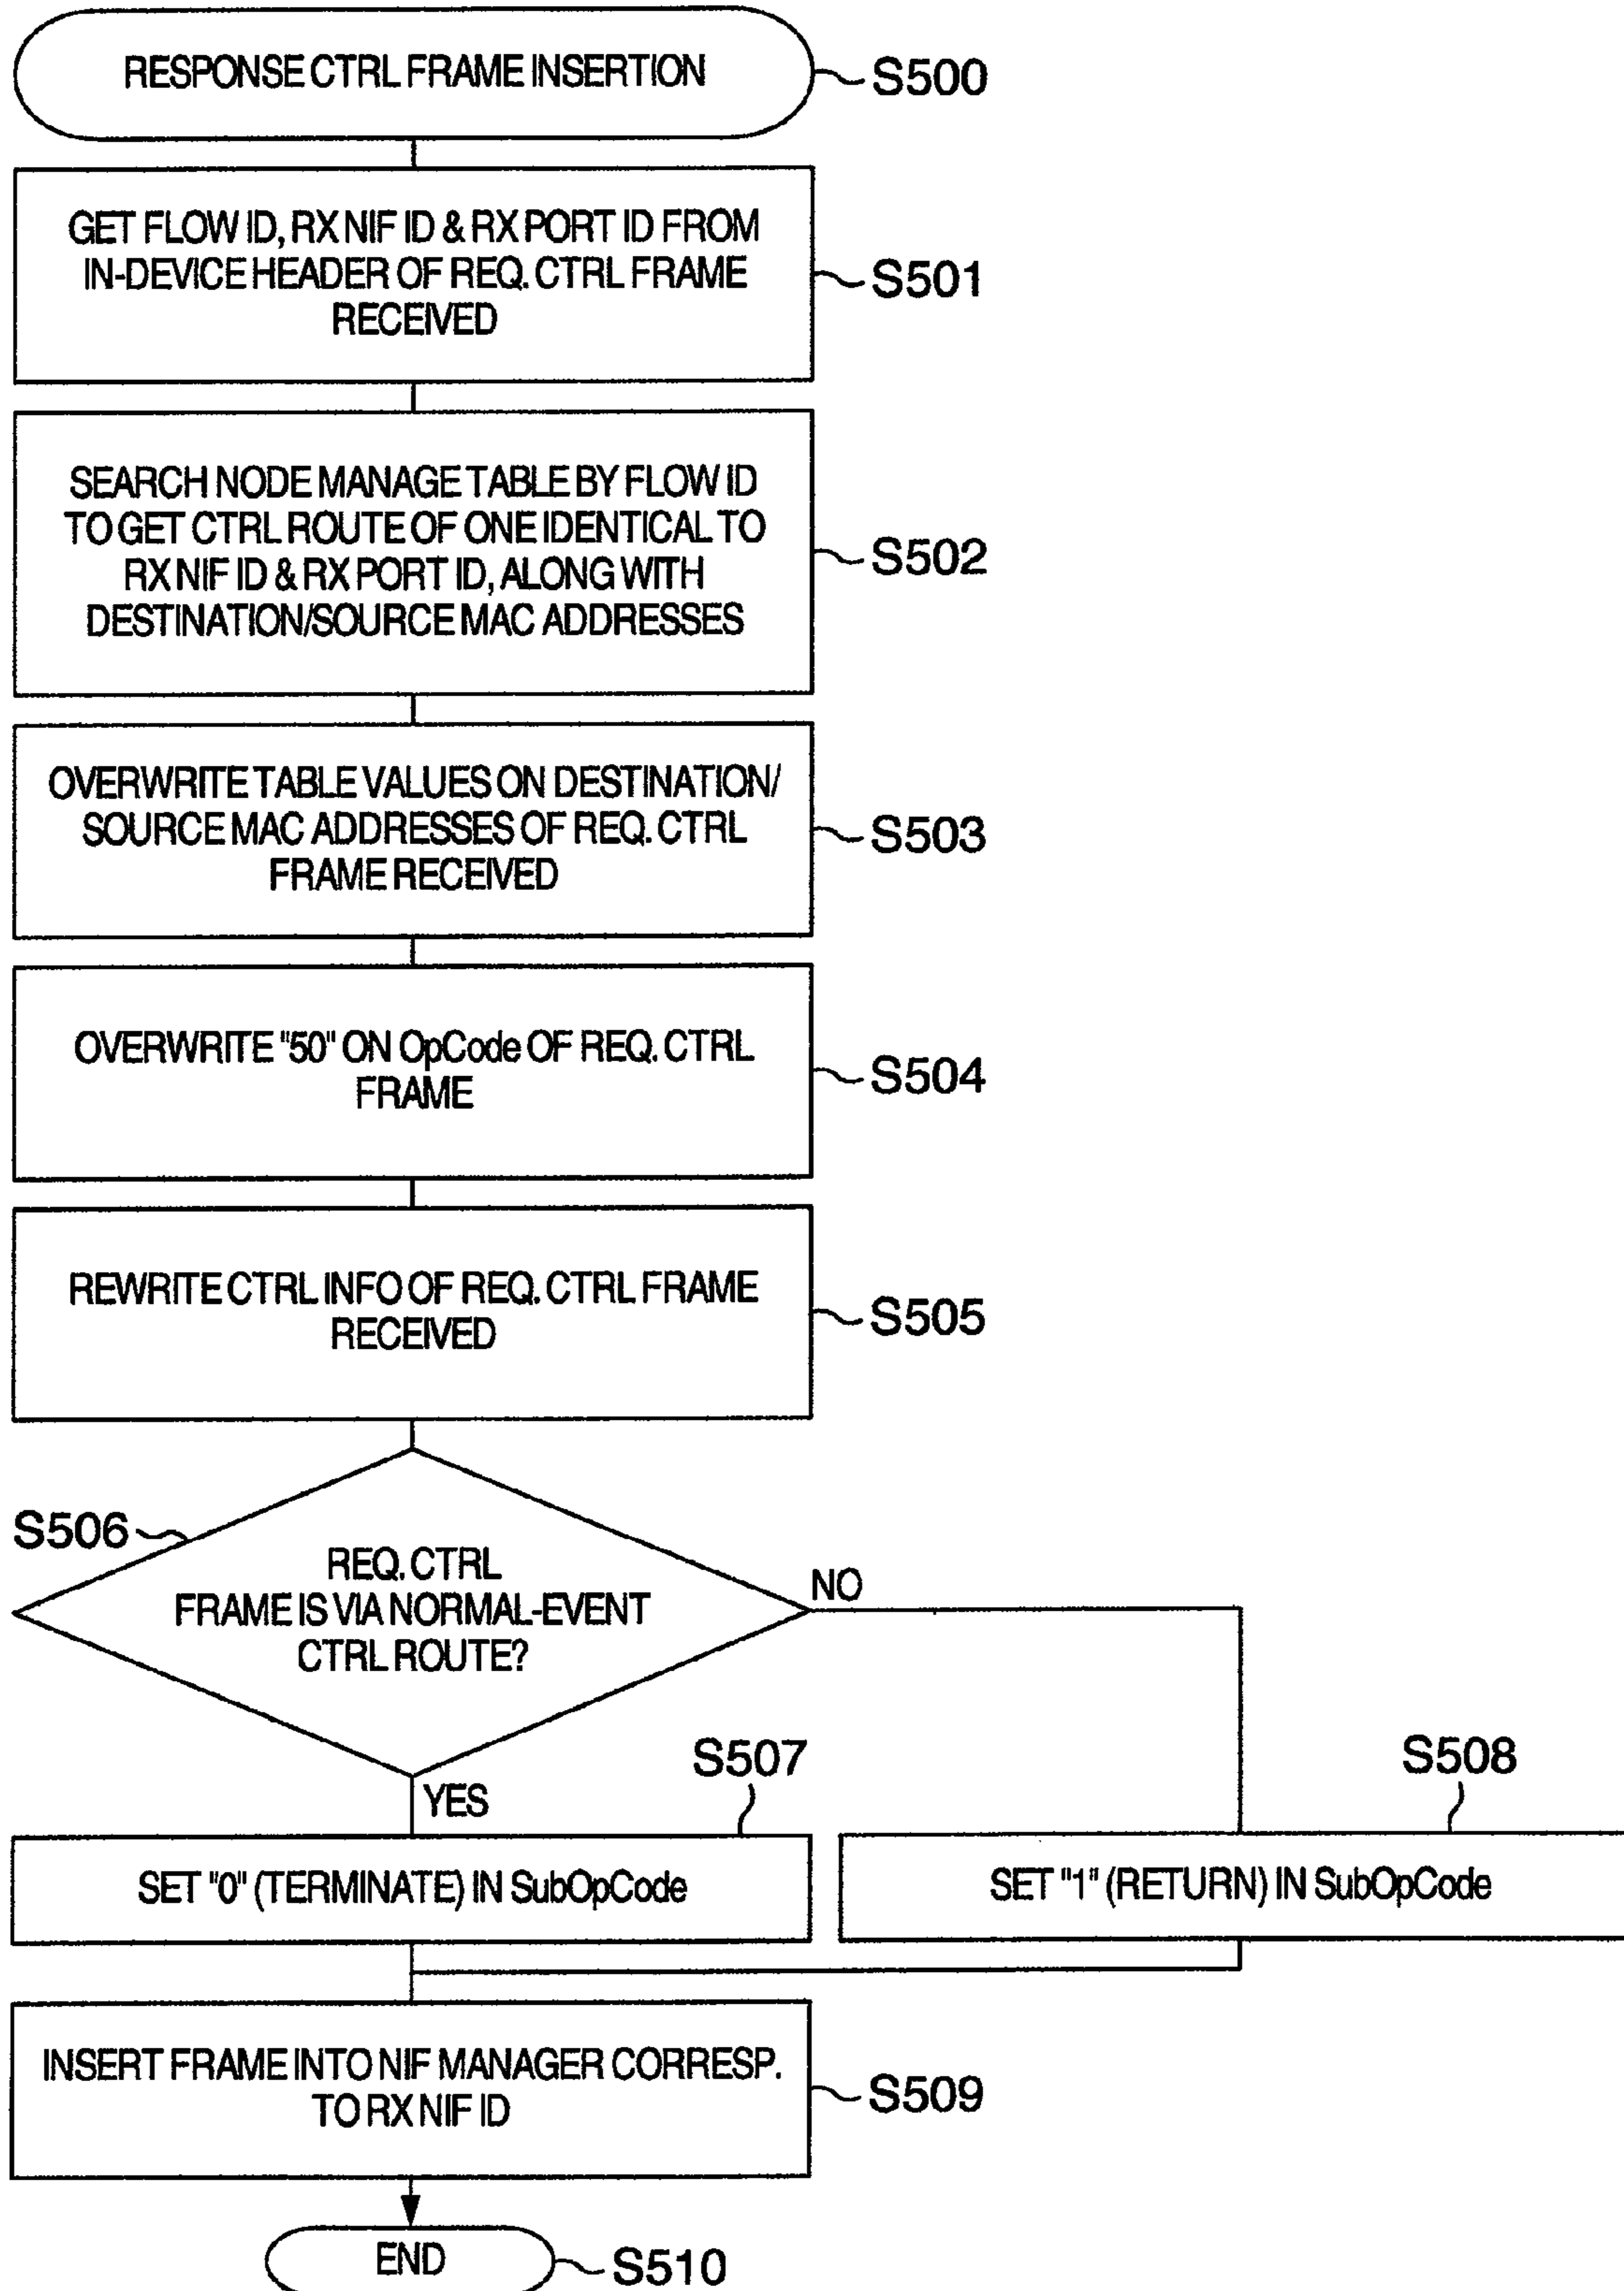 RESPONSE CTRL FRAME INSERTION
S500
GET FLOW ID, RX NIF ID & RX PORT ID FROM
IN-DEVICE HEADER OF REQ. CTRL FRAME
RECEIVED
S501
SEARCH NODE MANAGE TABLE BY FLOW ID
TO GET CTRL ROUTE OF ONE IDENTICAL TO
RX NIF ID & RX PORT ID, ALONG WITH
DESTINATION/SOURCE MAC ADDRESSES
S502
OVERWRITE TABLE VALUES ON DESTINATION/
SOURCE MAC ADDRESSES OF REQ. CTRL
FRAME RECEIVED
S503
OVERWRITE "50" ON OpCode OF REQ. CTRL
FRAME
S504
REWRITE CTRL INFO OF REQ. CTRL FRAME
RECEIVED
S505
S506
REQ. CTRL
FRAME IS VIA NORMAL-EVENT
CTRL ROUTE?
NO
YES
S507
SET "0" (TERMINATE) IN SubOpCode
S508
SET "1" (RETURN) IN SubOpCode
INSERT FRAME INTO NIF MANAGER CORRESP.
TO RX NIF ID
S509
END
S510